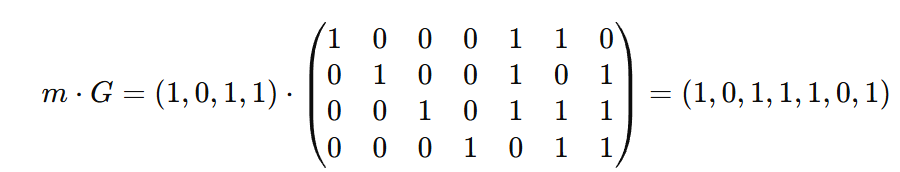 m · G = (1, 0, 1, 1) · 
(1 0 0 0 1 1 0
0 1 0 0 1 0 1
0 0 1 0 1 1 1
0 0 0 1 0 1 1)
= (1, 0, 1, 1, 1, 0, 1)